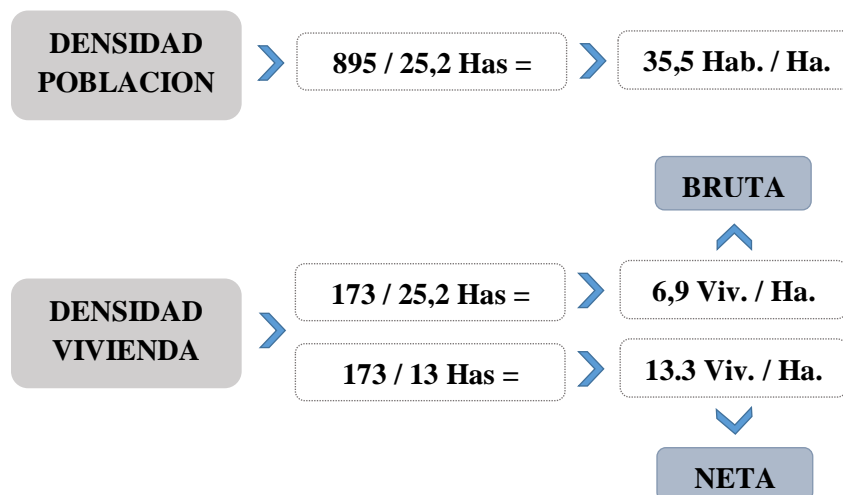 DENSIDAD
POBLACION
895 / 25,2 Has =
35,5 Hab. / Ha.
BRUTA
DENSIDAD
VIVIENDA
173 / 25,2 Has =
6,9 Viv. / Ha.
173 / 13 Has =
13.3 Viv. / Ha.
NETA